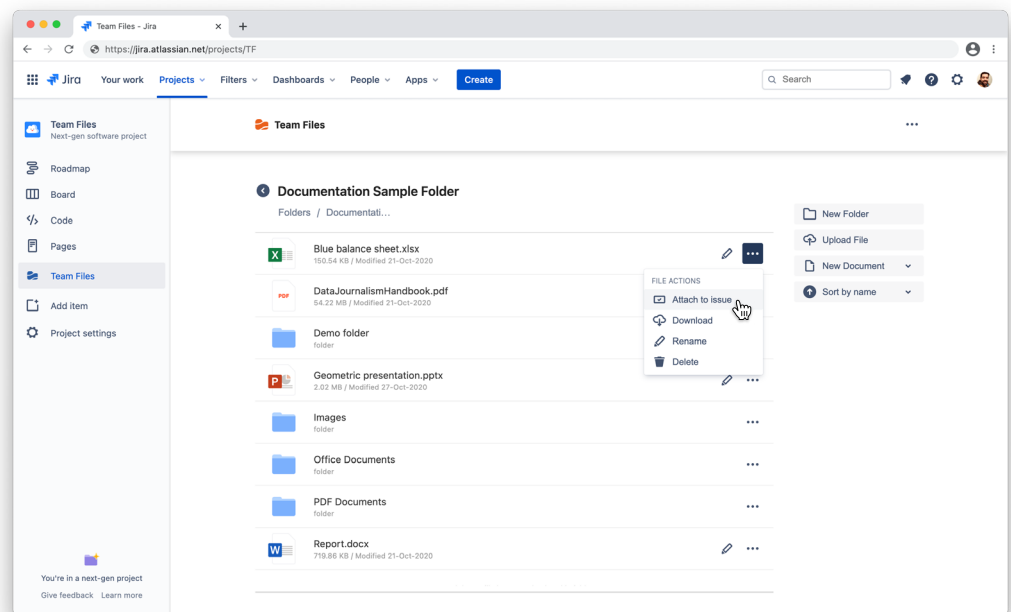 Team Files - Jira
https://jira.atlassian.net/projects/TF
Jira
Your work
Projects
Filters
Dashboards
People
Apps
Create
Search
Team Files
Next-gen software project
Roadmap
Board
Code
Pages
Team Files
Add item
Project settings
You're in a next-gen project
Give feedback Learn more
Team Files
Documentation Sample Folder
Folders / Documentati...
Blue balance sheet.xlsx
150.54 KB / Modified 21-Oct-2020
DataJournalismHandbook.pdf
54.22 MB / Modified 21-Oct-2020
PDF
Demo folder
folder
Geometric presentation.pptx
2.02 MB / Modified 27-Oct-2020
Images
folder
Office Documents
folder
PDF Documents
folder
Report.docx
719.86 KB / Modified 21-Oct-2020
X
P
W
FILE ACTIONS
Attach to issue
Download
Rename
Delete
New Folder
Upload File
New Document
Sort by name